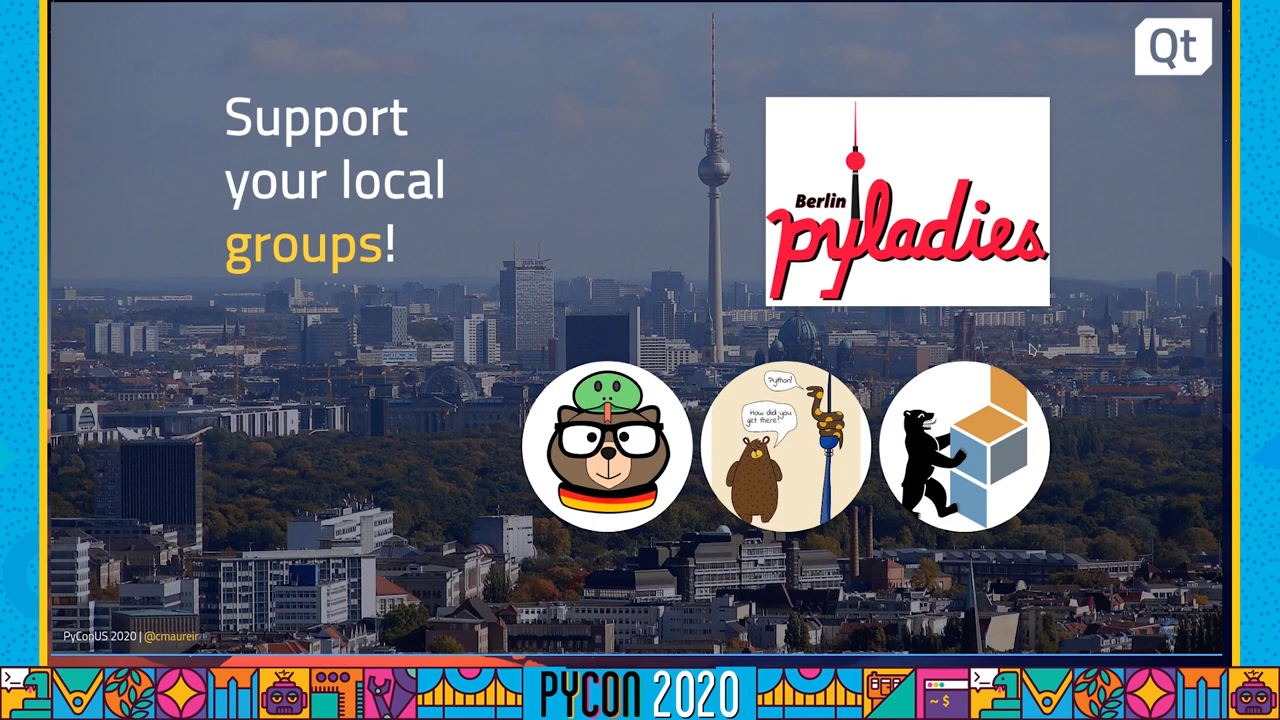 Qt
Support
your local
groups!
Berlin
pyladies
Python!
How did you
get there?
PyConUS 2020 | @cmaureir
PYCON 2020
~ $